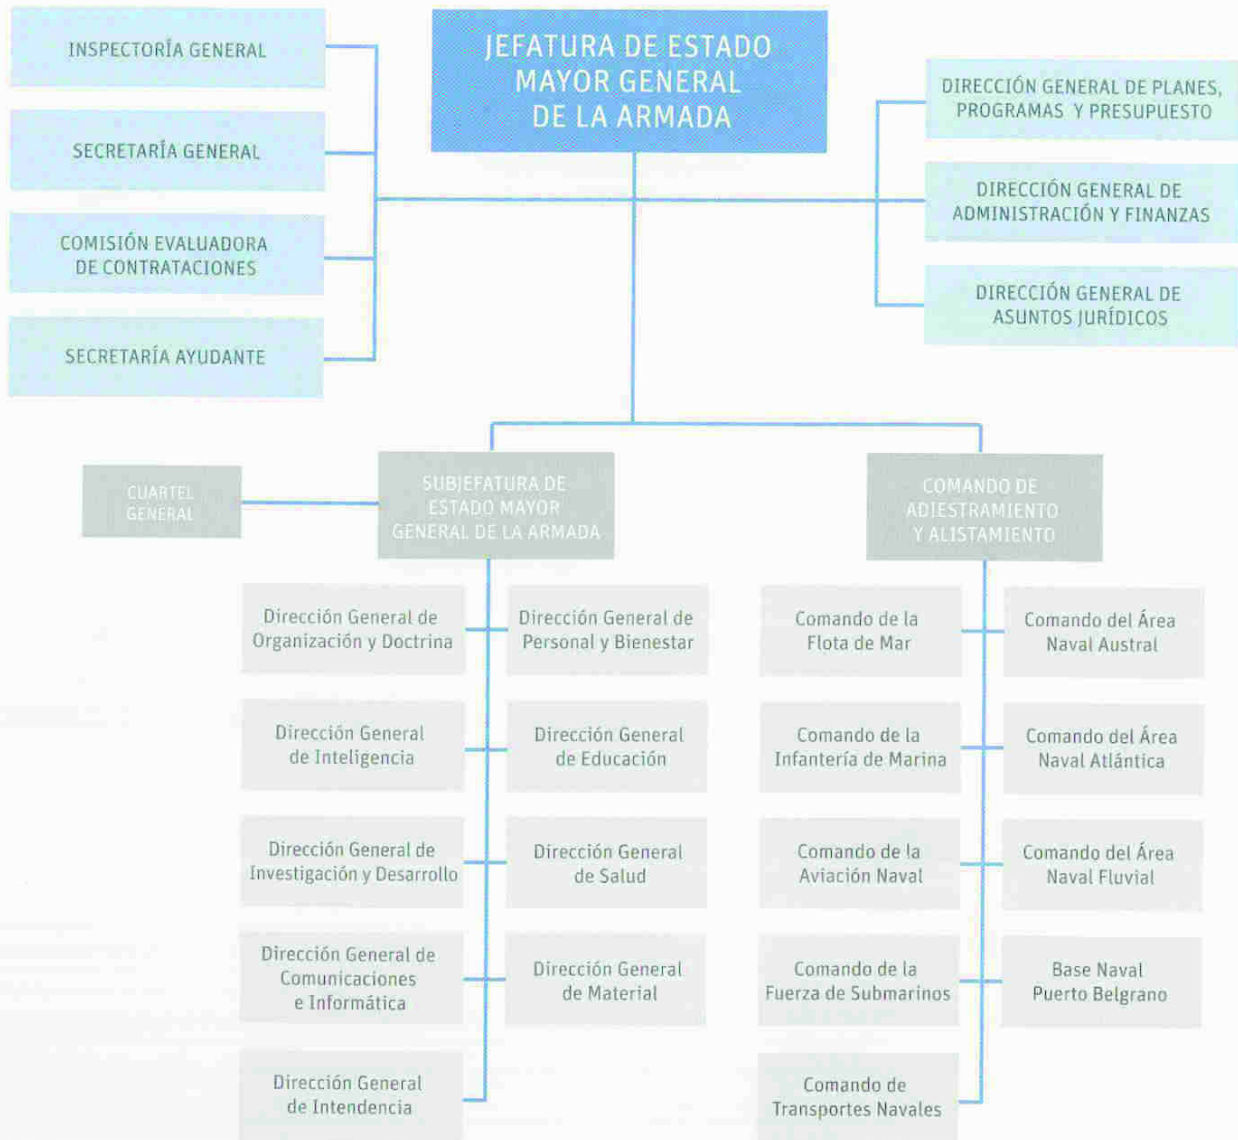 INSPECTORÍA GENERAL
SECRETARÍA GENERAL
COMISIÓN EVALUADORA
DE CONTRATACIONES
SECRETARÍA AYUDANTE
JEFATURA DE ESTADO
MAYOR GENERAL
DE LA ARMADA
DIRECCIÓN GENERAL DE PLANES,
PROGRAMAS Y PRESUPUESTO
DIRECCIÓN GENERAL DE
ADMINISTRACIÓN Y FINANZAS
DIRECCIÓN GENERAL DE
ASUNTOS JURÍDICOS
CUARTEL
GENERAL
SUBJEFATURA DE
ESTADO MAYOR
GENERAL DE LA ARMADA
COMANDO DE
ADIESTRAMIENTO
Y ALISTAMIENTO
Dirección General de
Organización y Doctrina
Dirección General de
Personal y Bienestar
Dirección General
de Inteligencia
Dirección General
de Educación
Dirección General de
Investigación y Desarrollo
Dirección General
de Salud
Dirección General de
Comunicaciones
e Informática
Dirección General
de Material
Dirección General
de Intendencia
Comando de la
Flota de Mar
Comando del Área
Naval Austral
Comando de la
Infantería de Marina
Comando del Área
Naval Atlántica
Comando de la
Aviación Naval
Comando del Área
Naval Fluvial
Comando de la
Fuerza de Submarinos
Base Naval
Puerto Belgrano
Comando de
Transportes Navales